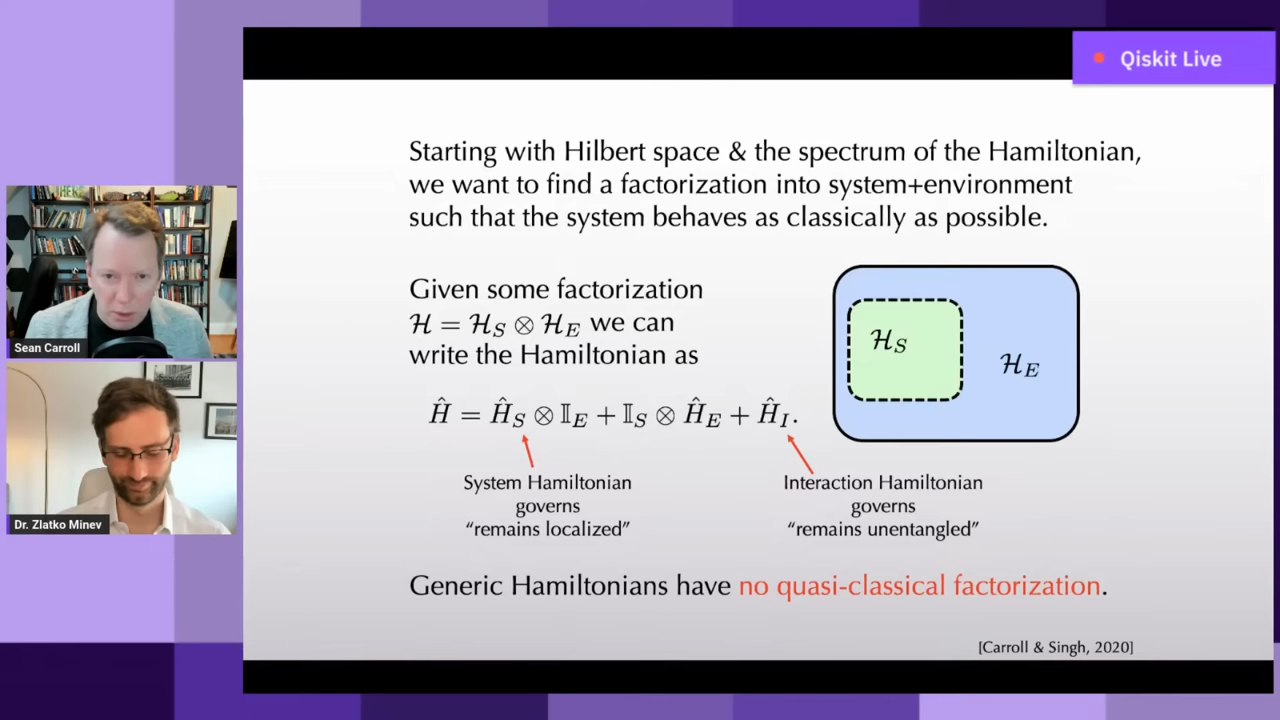 Qiskit Live
Starting with Hilbert space & the spectrum of the Hamiltonian,
we want to find a factorization into system+environment
such that the system behaves as classically as possible.
Given some factorization
ℋ = ℋ_S ⊗ ℋ_E we can
write the Hamiltonian as
Ĥ = Ĥ_S ⊗ 𝕀_E + 𝕀_S ⊗ Ĥ_E + Ĥ_I.
ℋ_S
ℋ_E
System Hamiltonian
governs
“remains localized”
Interaction Hamiltonian
governs
“remains unentangled”
Generic Hamiltonians have no quasi-classical factorization.
[Carroll & Singh, 2020]
Sean Carroll
Dr. Zlatko Minev